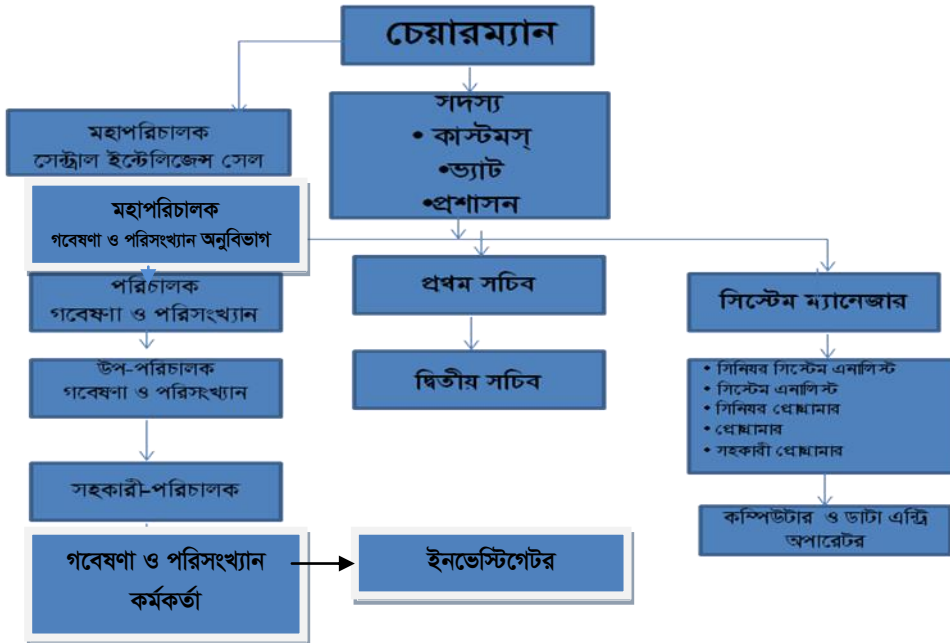 চেয়ারম্যান
সদস্য
• কাস্টমস্
•ভ্যাট
•প্রশাসন
মহাপরিচালক
সেন্ট্রাল ইন্টেলিজেন্স সেল
মহাপরিচালক
গবেষণা ও পরিসংখ্যান অনুবিভাগ
পরিচালক
গবেষণা ও পরিসংখ্যান
প্রথম সচিব
সিস্টেম ম্যানেজার
উপ-পরিচালক
গবেষণা ও পরিসংখ্যান
দ্বিতীয় সচিব
• সিনিয়র সিস্টেম এনালিস্ট
• সিস্টেম এনালিস্ট
• সিনিয়র প্রোগ্রামার
• প্রোগ্রামার
• সহকারী প্রোগ্রামার
সহকারী-পরিচালক
কম্পিউটার ও ডাটা এন্ট্রি
অপারেটর
গবেষণা ও পরিসংখ্যান
কর্মকর্তা
ইনভেস্টিগেটর